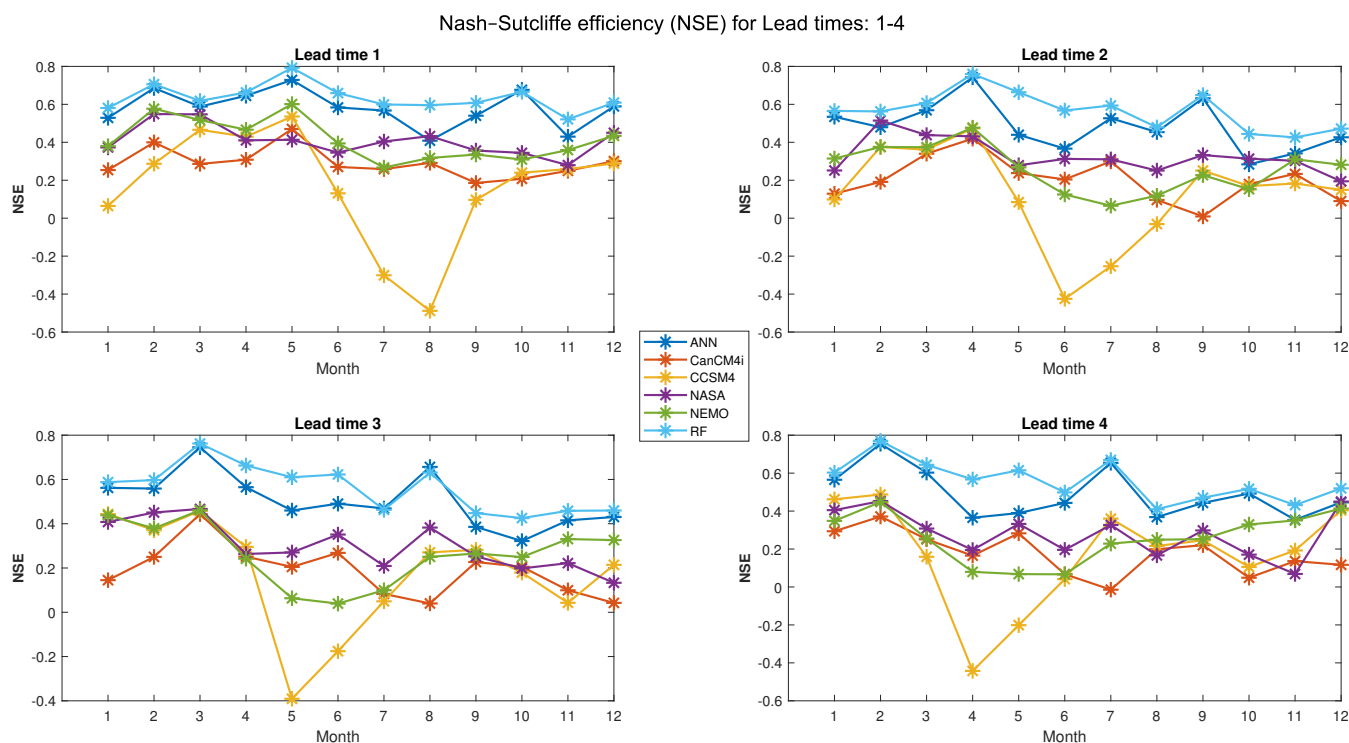 Nash-Sutcliffe efficiency (NSE) for Lead times: 1-4
Lead time 1
0.8
0.6
0.4
0.2
0
-0.2
-0.4
-0.6
NSE
1 2 3 4 5 6 7 8 9 10 11 12
Month
Lead time 2
0.8
0.6
0.4
0.2
0
-0.2
-0.4
-0.6
NSE
1 2 3 4 5 6 7 8 9 10 11 12
Month
ANN
CanCM4i
CCSM4
NASA
NEMO
RF
Lead time 3
0.8
0.6
0.4
0.2
0
-0.2
-0.4
NSE
1 2 3 4 5 6 7 8 9 10 11 12
Month
Lead time 4
0.8
0.6
0.4
0.2
0
-0.2
-0.4
-0.6
NSE
1 2 3 4 5 6 7 8 9 10 11 12
Month